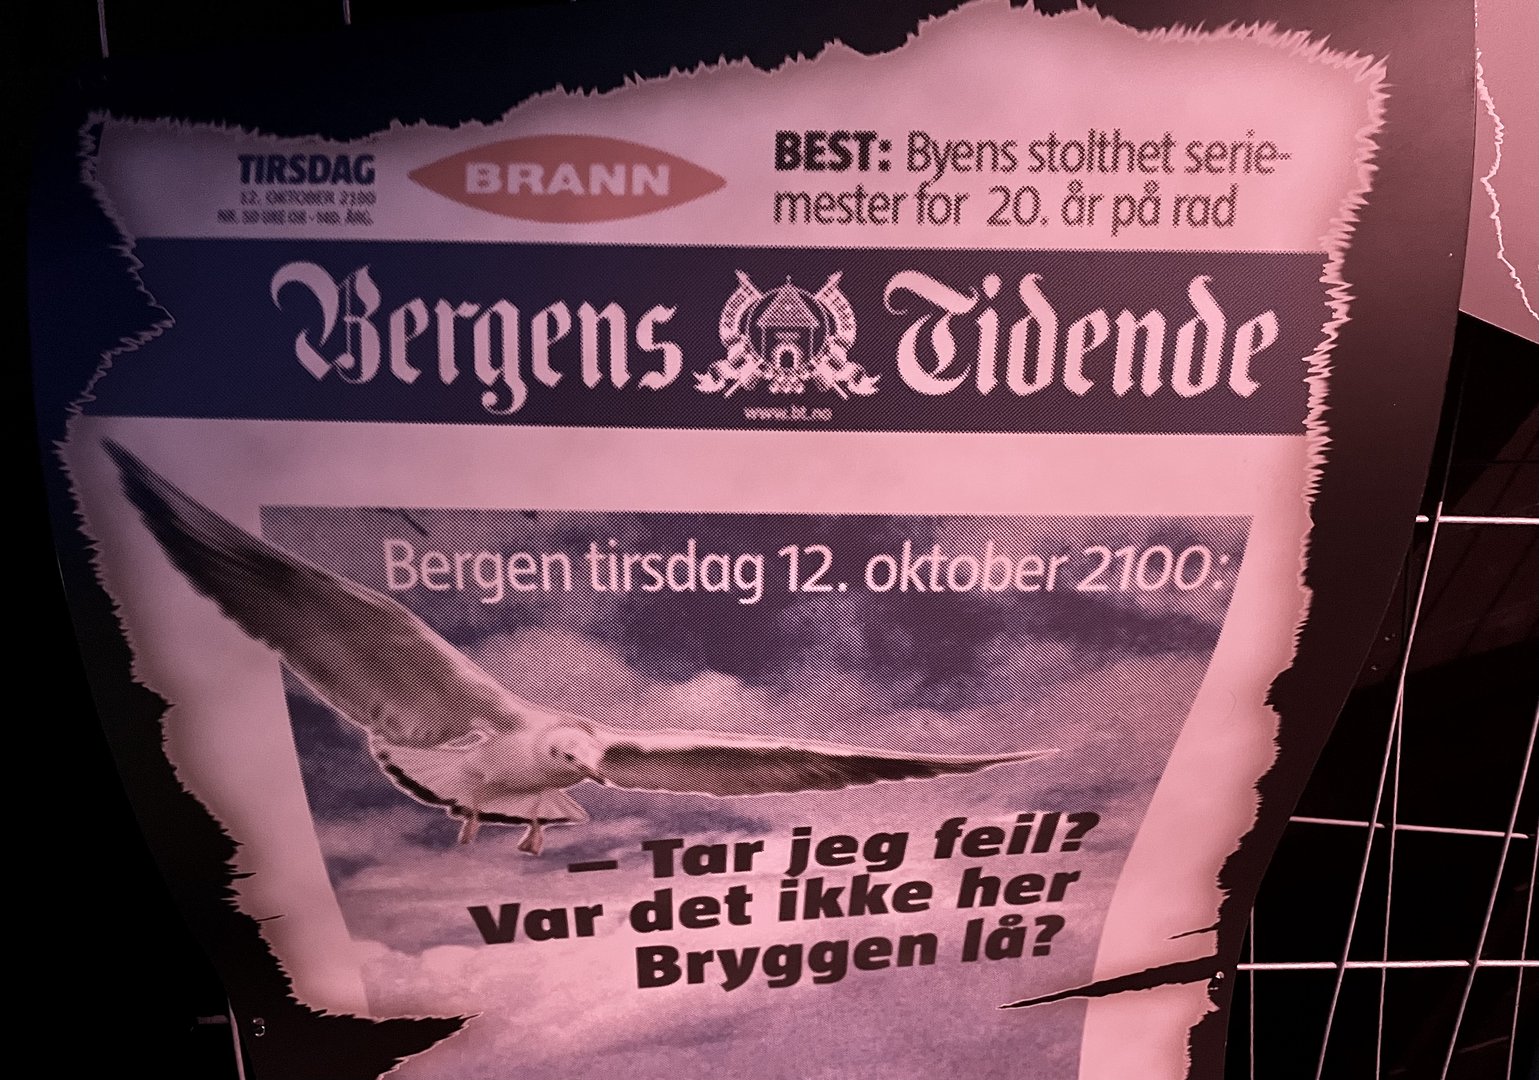 TIRSDAG
12. OKTOBER 2100
BRANN
BEST: Byens stolthet serie-
mester for 20. år på rad
Bergens Tidende
www.bt.no
Bergen tirsdag 12. oktober 2100:
– Tar jeg feil?
Var det ikke her
Bryggen lå?